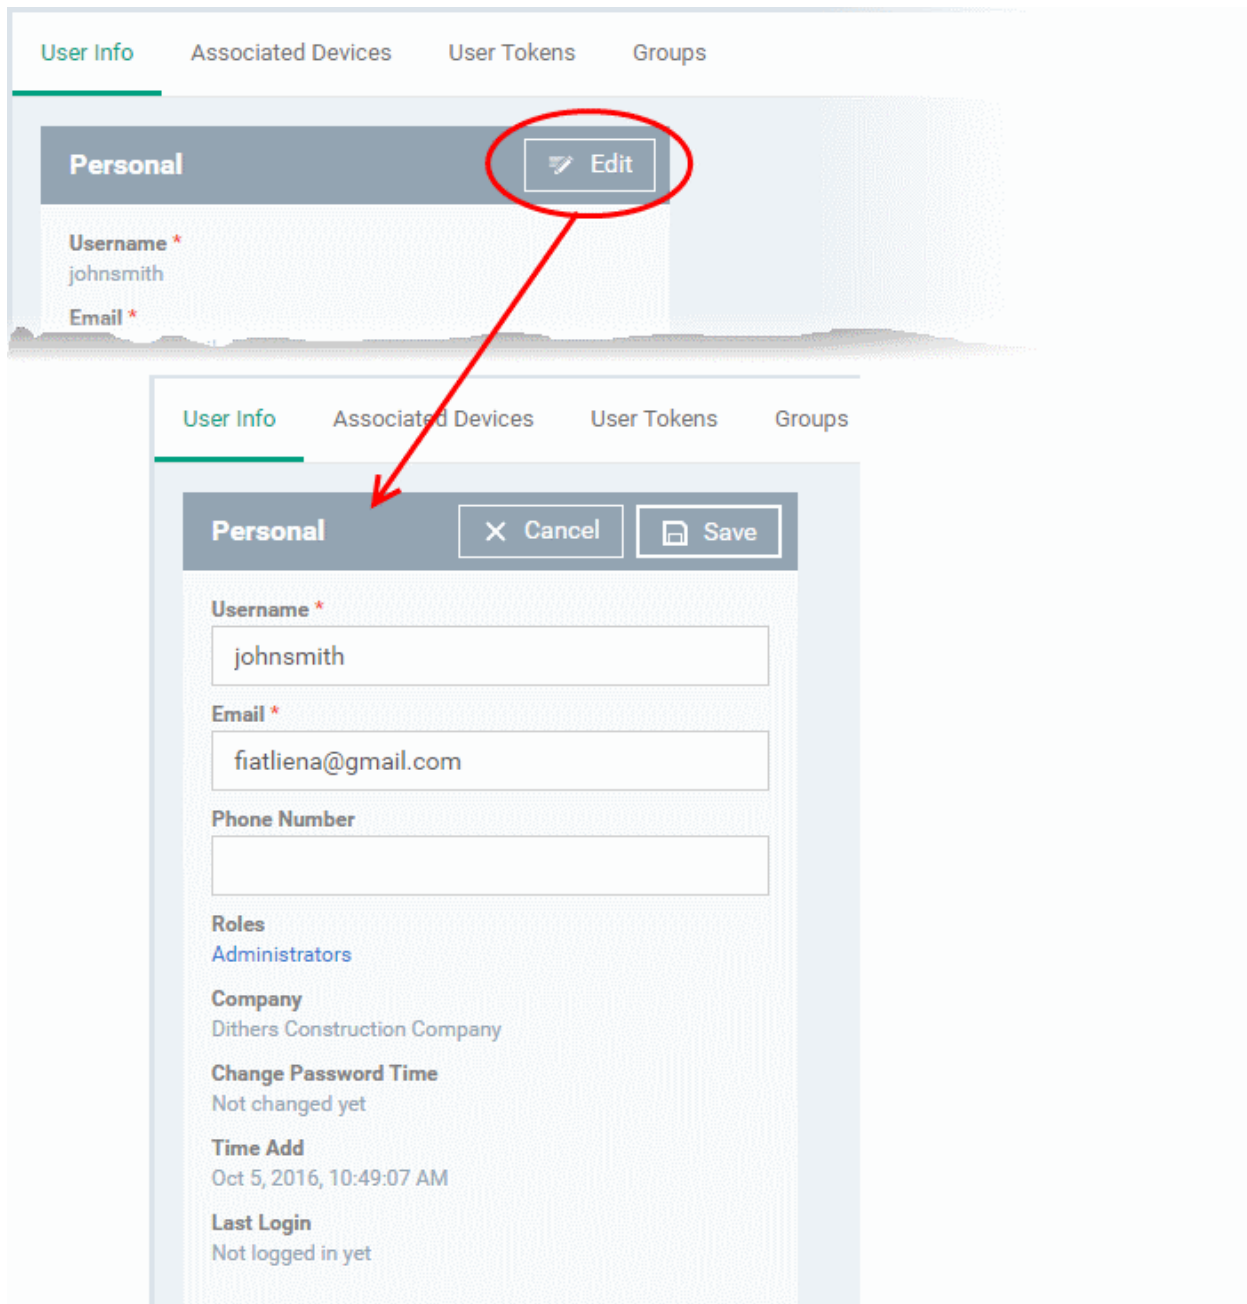 User Info Associated Devices User Tokens Groups
Personal Edit
Username *
johnsmith
Email *
User Info Associated Devices User Tokens Groups
Personal Cancel Save
Username *
johnsmith
Email *
fiatliena@gmail.com
Phone Number
Roles
Administrators
Company
Dithers Construction Company
Change Password Time
Not changed yet
Time Add
Oct 5, 2016, 10:49:07 AM
Last Login
Not logged in yet